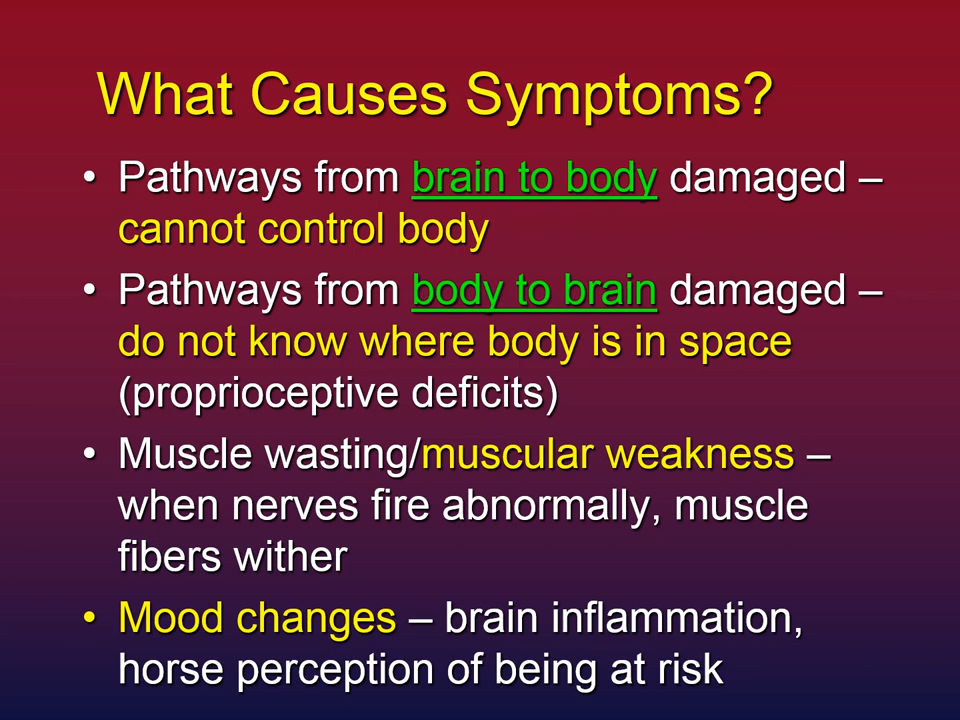 What Causes Symptoms?
• Pathways from brain to body damaged –
cannot control body
• Pathways from body to brain damaged –
do not know where body is in space
(proprioceptive deficits)
• Muscle wasting/muscular weakness –
when nerves fire abnormally, muscle
fibers wither
• Mood changes – brain inflammation,
horse perception of being at risk